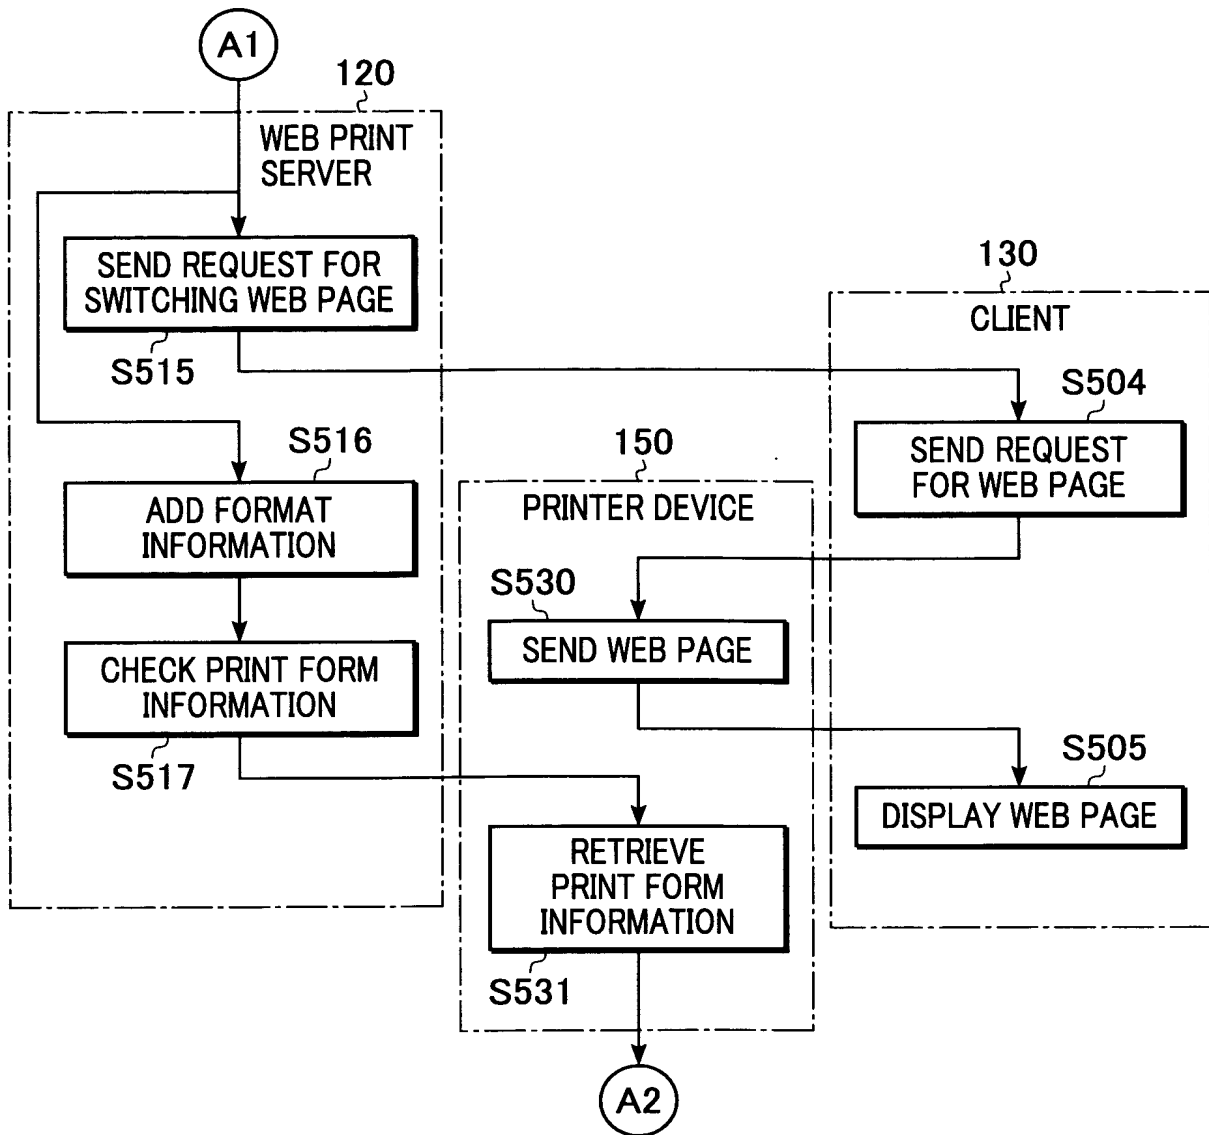 A1
120
WEB PRINT
SERVER
SEND REQUEST FOR
SWITCHING WEB PAGE
S515
130
CLIENT
S504
SEND REQUEST
FOR WEB PAGE
S516
ADD FORMAT
INFORMATION
150
PRINTER DEVICE
S530
SEND WEB PAGE
CHECK PRINT FORM
INFORMATION
S517
S505
DISPLAY WEB PAGE
RETRIEVE
PRINT FORM
INFORMATION
S531
A2